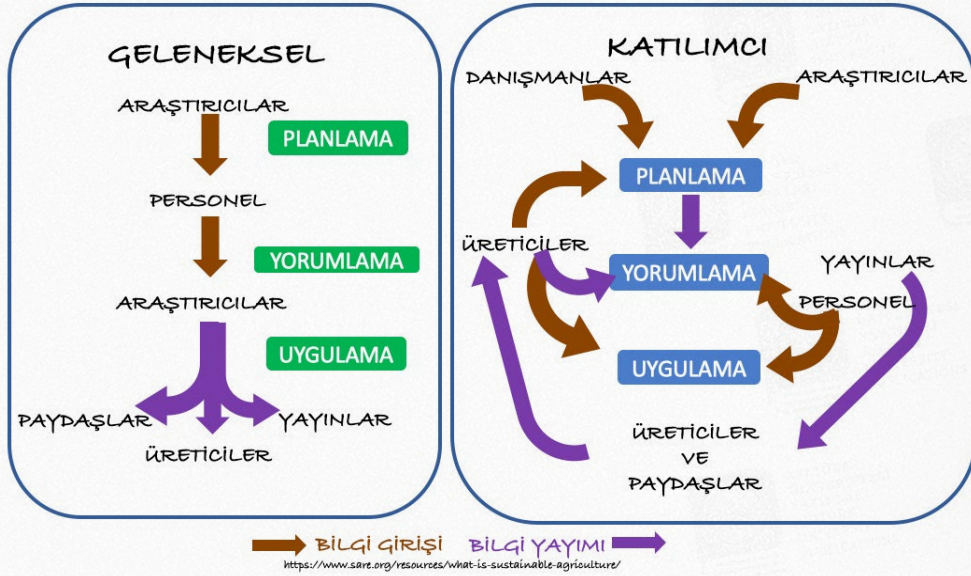 GELENEKSEL
ARAŞTIRICILAR
PLANLAMA
PERSONEL
YORUMLAMA
ARAŞTIRICILAR
UYGULAMA
PAYDAŞLAR
YAYINLAR
ÜRETİCİLER
KATILIMCI
DANIŞMANLAR
ARAŞTIRICILAR
PLANLAMA
ÜRETİCİLER
YORUMLAMA
YAYINLAR
PERSONEL
UYGULAMA
ÜRETİCİLER
VE
PAYDAŞLAR
BİLGİ GİRİŞİ BİLGİ YAYIMI
https://www.sare.org/resources/what-is-sustainable-agriculture/